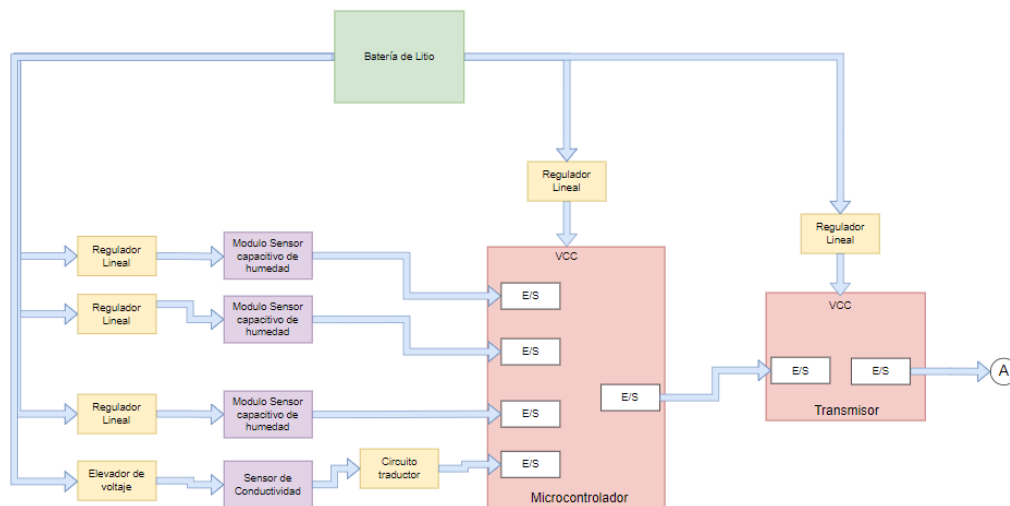 Batería de Litio
Regulador
Lineal
Regulador
Lineal
Regulador
Lineal
Modulo Sensor
capacitivo de
humedad
VCC
E/S
Regulador
Lineal
Modulo Sensor
capacitivo de
humedad
E/S
VCC
E/S
E/S
A
Regulador
Lineal
Modulo Sensor
capacitivo de
humedad
E/S
E/S
Transmisor
Elevador de
voltaje
Sensor de
Conductividad
Circuito
traductor
E/S
Microcontrolador